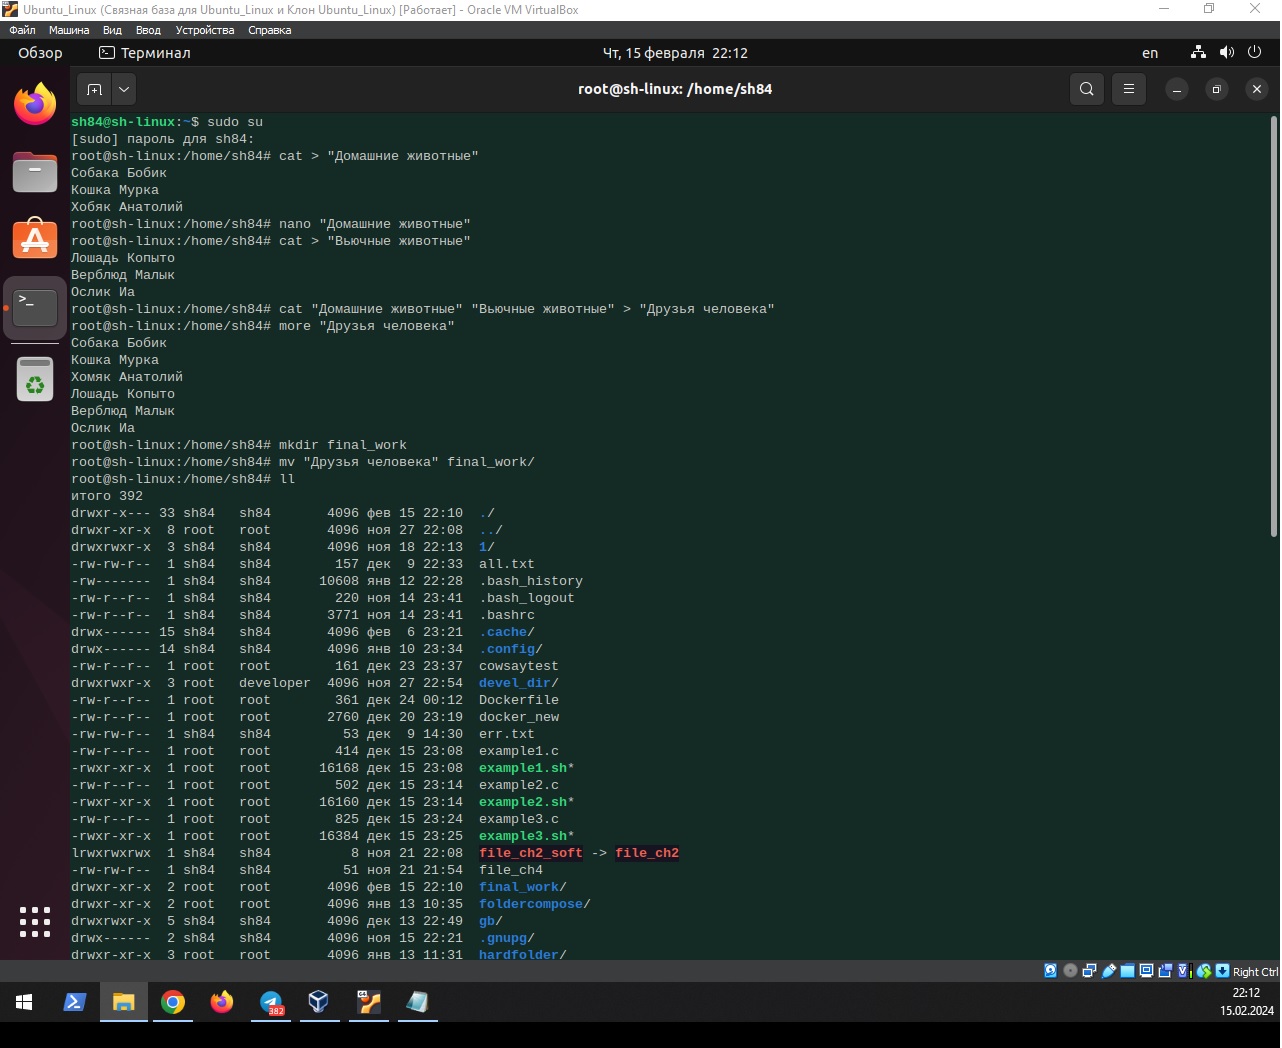 Ubuntu_Linux (Связная база для Ubuntu_Linux и Клон Ubuntu_Linux) [Работает] - Oracle VM VirtualBox
Файл Машина Вид Ввод Устройства Справка
Обзор Терминал Чт, 15 февраля 22:12 en
root@sh-linux: /home/sh84
sh84@sh-linux:~$ sudo su
[sudo] пароль для sh84:
root@sh-linux:/home/sh84# cat > "Домашние животные"
Собака Бобик
Кошка Мурка
Хобяк Анатолий
root@sh-linux:/home/sh84# nano "Домашние животные"
root@sh-linux:/home/sh84# cat > "Вьючные животные"
Лошадь Копыто
Верблюд Малык
Ослик Иа
root@sh-linux:/home/sh84# cat "Домашние животные" "Вьючные животные" > "Друзья человека"
root@sh-linux:/home/sh84# more "Друзья человека"
Собака Бобик
Кошка Мурка
Хомяк Анатолий
Лошадь Копыто
Верблюд Малык
Ослик Иа
root@sh-linux:/home/sh84# mkdir final_work
root@sh-linux:/home/sh84# mv "Друзья человека" final_work/
root@sh-linux:/home/sh84# ll
итого 392
drwxr-x--- 33 sh84   sh84       4096 фев 15 22:10  ./
drwxr-xr-x  8 root   root       4096 ноя 27 22:08  ../
drwxrwxr-x  3 sh84   sh84       4096 ноя 18 22:13  1/
-rw-rw-r--  1 sh84   sh84        157 дек  9 22:33  all.txt
-rw-------  1 sh84   sh84      10608 янв 12 22:28  .bash_history
-rw-r--r--  1 sh84   sh84        220 ноя 14 23:41  .bash_logout
-rw-r--r--  1 sh84   sh84       3771 ноя 14 23:41  .bashrc
drwx------ 15 sh84   sh84       4096 фев  6 23:21  .cache/
drwx------ 14 sh84   sh84       4096 янв 10 23:34  .config/
-rw-r--r--  1 root   root        161 дек 23 23:37  cowsaytest
drwxrwxr-x  3 root   developer  4096 ноя 27 22:54  devel_dir/
-rw-r--r--  1 root   root        361 дек 24 00:12  Dockerfile
-rw-r--r--  1 root   root       2760 дек 20 23:19  docker_new
-rw-rw-r--  1 sh84   sh84         53 дек  9 14:30  err.txt
-rw-r--r--  1 root   root        414 дек 15 23:08  example1.c
-rwxr-xr-x  1 root   root      16168 дек 15 23:08  example1.sh*
-rw-r--r--  1 root   root        502 дек 15 23:14  example2.c
-rwxr-xr-x  1 root   root      16160 дек 15 23:14  example2.sh*
-rw-r--r--  1 root   root        825 дек 15 23:24  example3.c
-rwxr-xr-x  1 root   root      16384 дек 15 23:25  example3.sh*
lrwxrwxrwx  1 sh84   sh84          8 ноя 21 22:08  file_ch2_soft -> file_ch2
-rw-rw-r--  1 sh84   sh84         51 ноя 21 21:54  file_ch4
drwxr-xr-x  2 root   root       4096 фев 15 22:10  final_work/
drwxr-xr-x  2 root   root       4096 янв 13 10:35  foldercompose/
drwxrwxr-x  5 sh84   sh84       4096 дек 13 22:49  gb/
drwx------  2 sh84   sh84       4096 ноя 15 22:21  .gnupg/
drwxr-xr-x  3 root   root       4096 янв 13 11:31  hardfolder/
Right Ctrl
382
22:12
15.02.2024